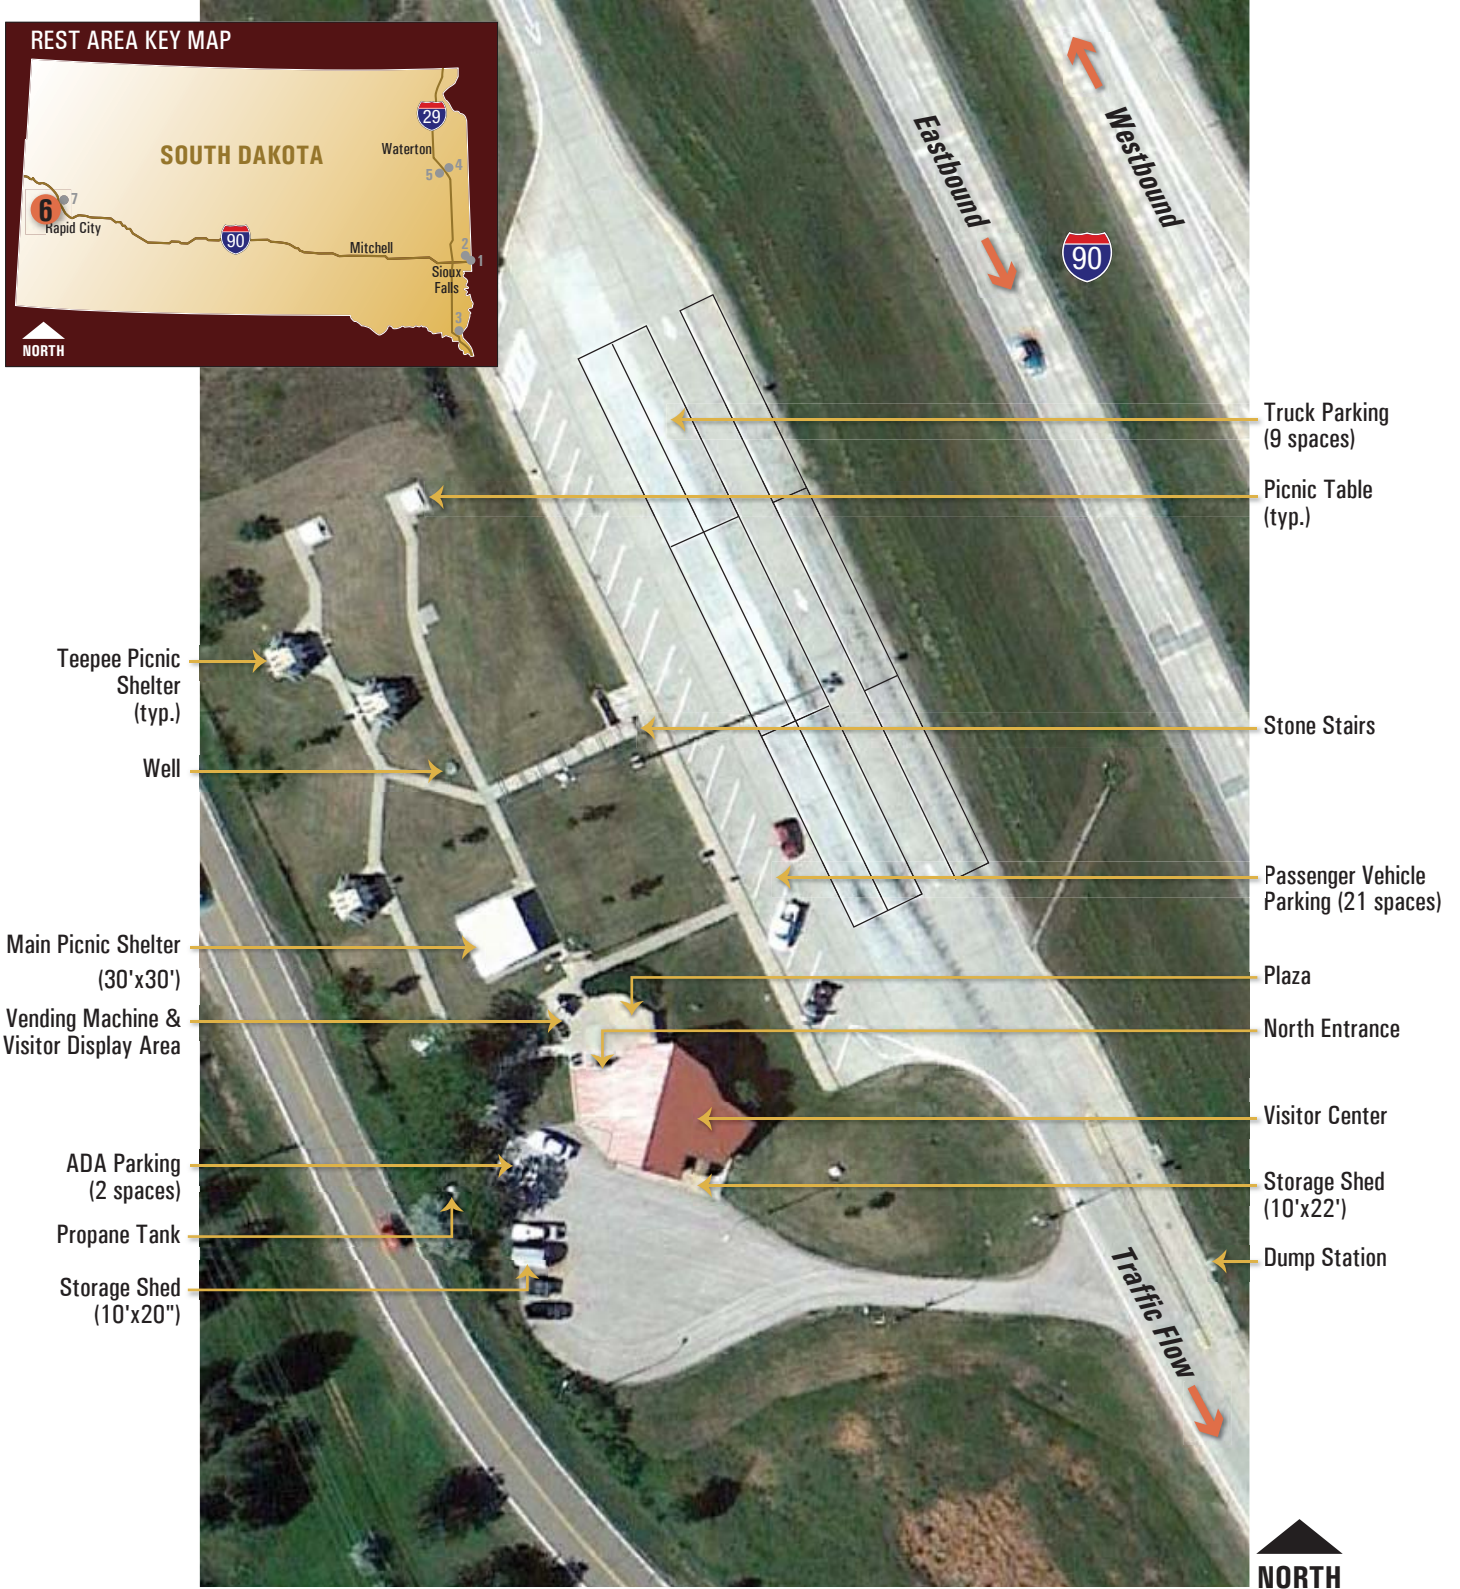 REST AREA KEY MAP
29
Waterton
4
5
SOUTH DAKOTA
7
6
Rapid City
90
Mitchell
2
1
Sioux
Falls
3
NORTH
Eastbound
Westbound
90
Truck Parking
(9 spaces)
Picnic Table
(typ.)
Teepee Picnic
Shelter
(typ.)
Stone Stairs
Well
Passenger Vehicle
Parking (21 spaces)
Main Picnic Shelter
(30'x30')
Plaza
Vending Machine &
Visitor Display Area
North Entrance
Visitor Center
ADA Parking
(2 spaces)
Storage Shed
(10'x22')
Propane Tank
Dump Station
Storage Shed
(10'x20")
Traffic Flow
NORTH